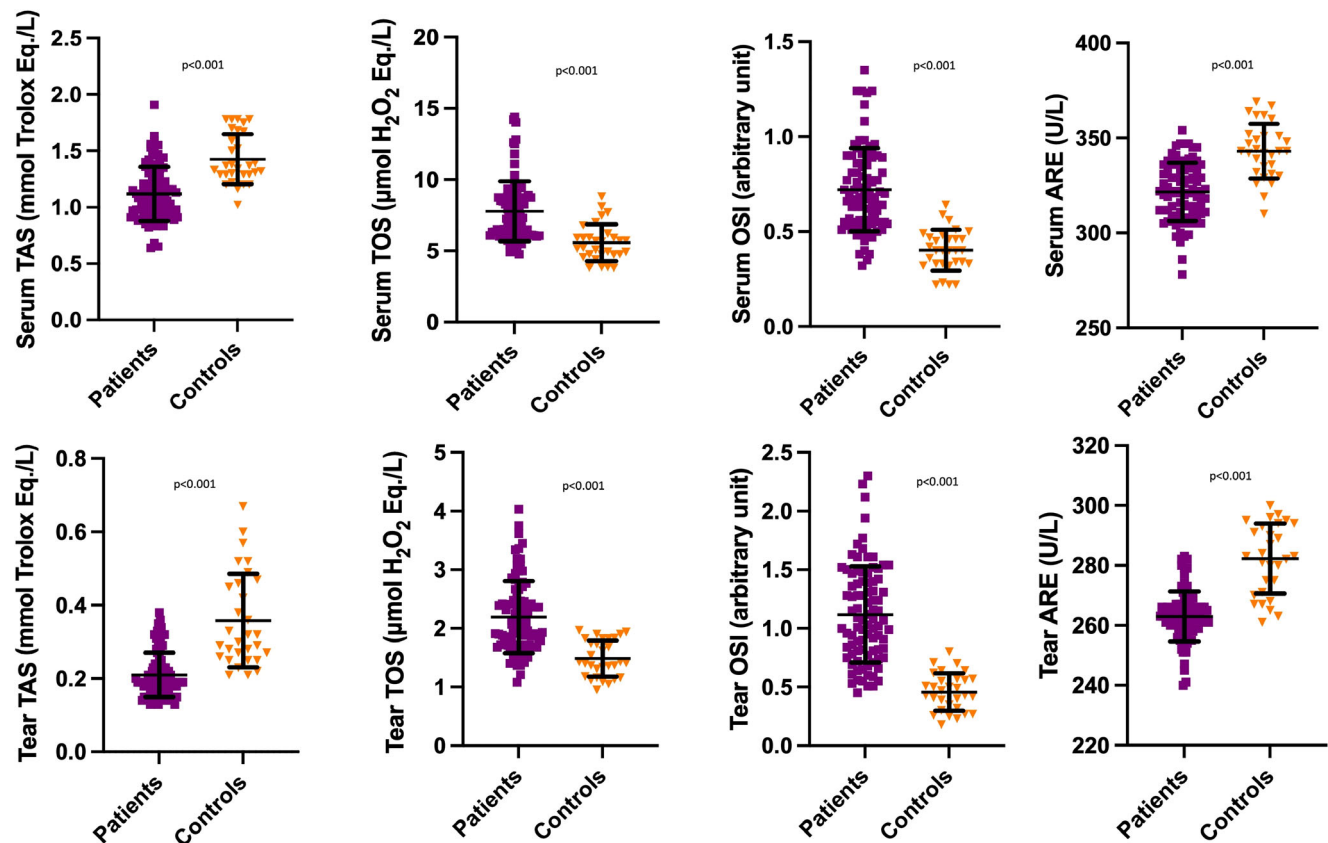 Serum TAS (mmol Trolox Eq./L)
2.5
2.0
1.5
1.0
0.5
0.0
p<0.001
Patients
Controls
Serum TOS (µmol H₂O₂ Eq./L)
20
15
10
5
0
p<0.001
Patients
Controls
Serum OSI (arbitrary unit)
1.5
1.0
0.5
0.0
p<0.001
Patients
Controls
Serum ARE (U/L)
400
350
300
250
p<0.001
Patients
Controls
Tear TAS (mmol Trolox Eq./L)
0.8
0.6
0.4
0.2
0.0
p<0.001
Patients
Controls
Tear TOS (µmol H₂O₂ Eq./L)
5
4
3
2
1
0
p<0.001
Patients
Controls
Tear OSI (arbitrary unit)
2.5
2.0
1.5
1.0
0.5
0.0
p<0.001
Patients
Controls
Tear ARE (U/L)
320
300
280
260
240
220
p<0.001
Patients
Controls